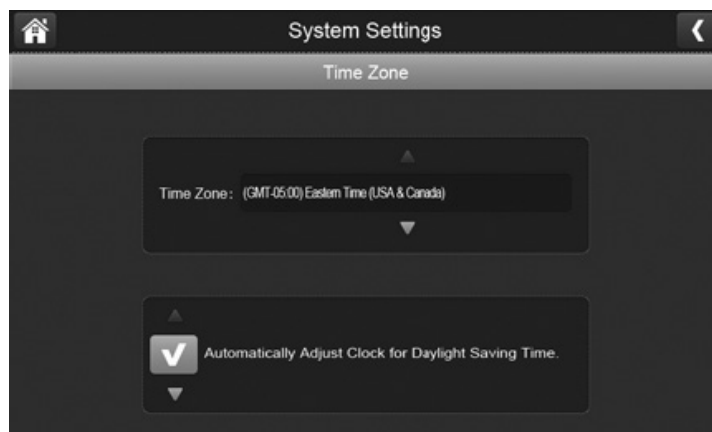 System Settings
Time Zone
Time Zone: (GMT-05:00) Eastern Time (USA & Canada)
Automatically Adjust Clock for Daylight Saving Time.